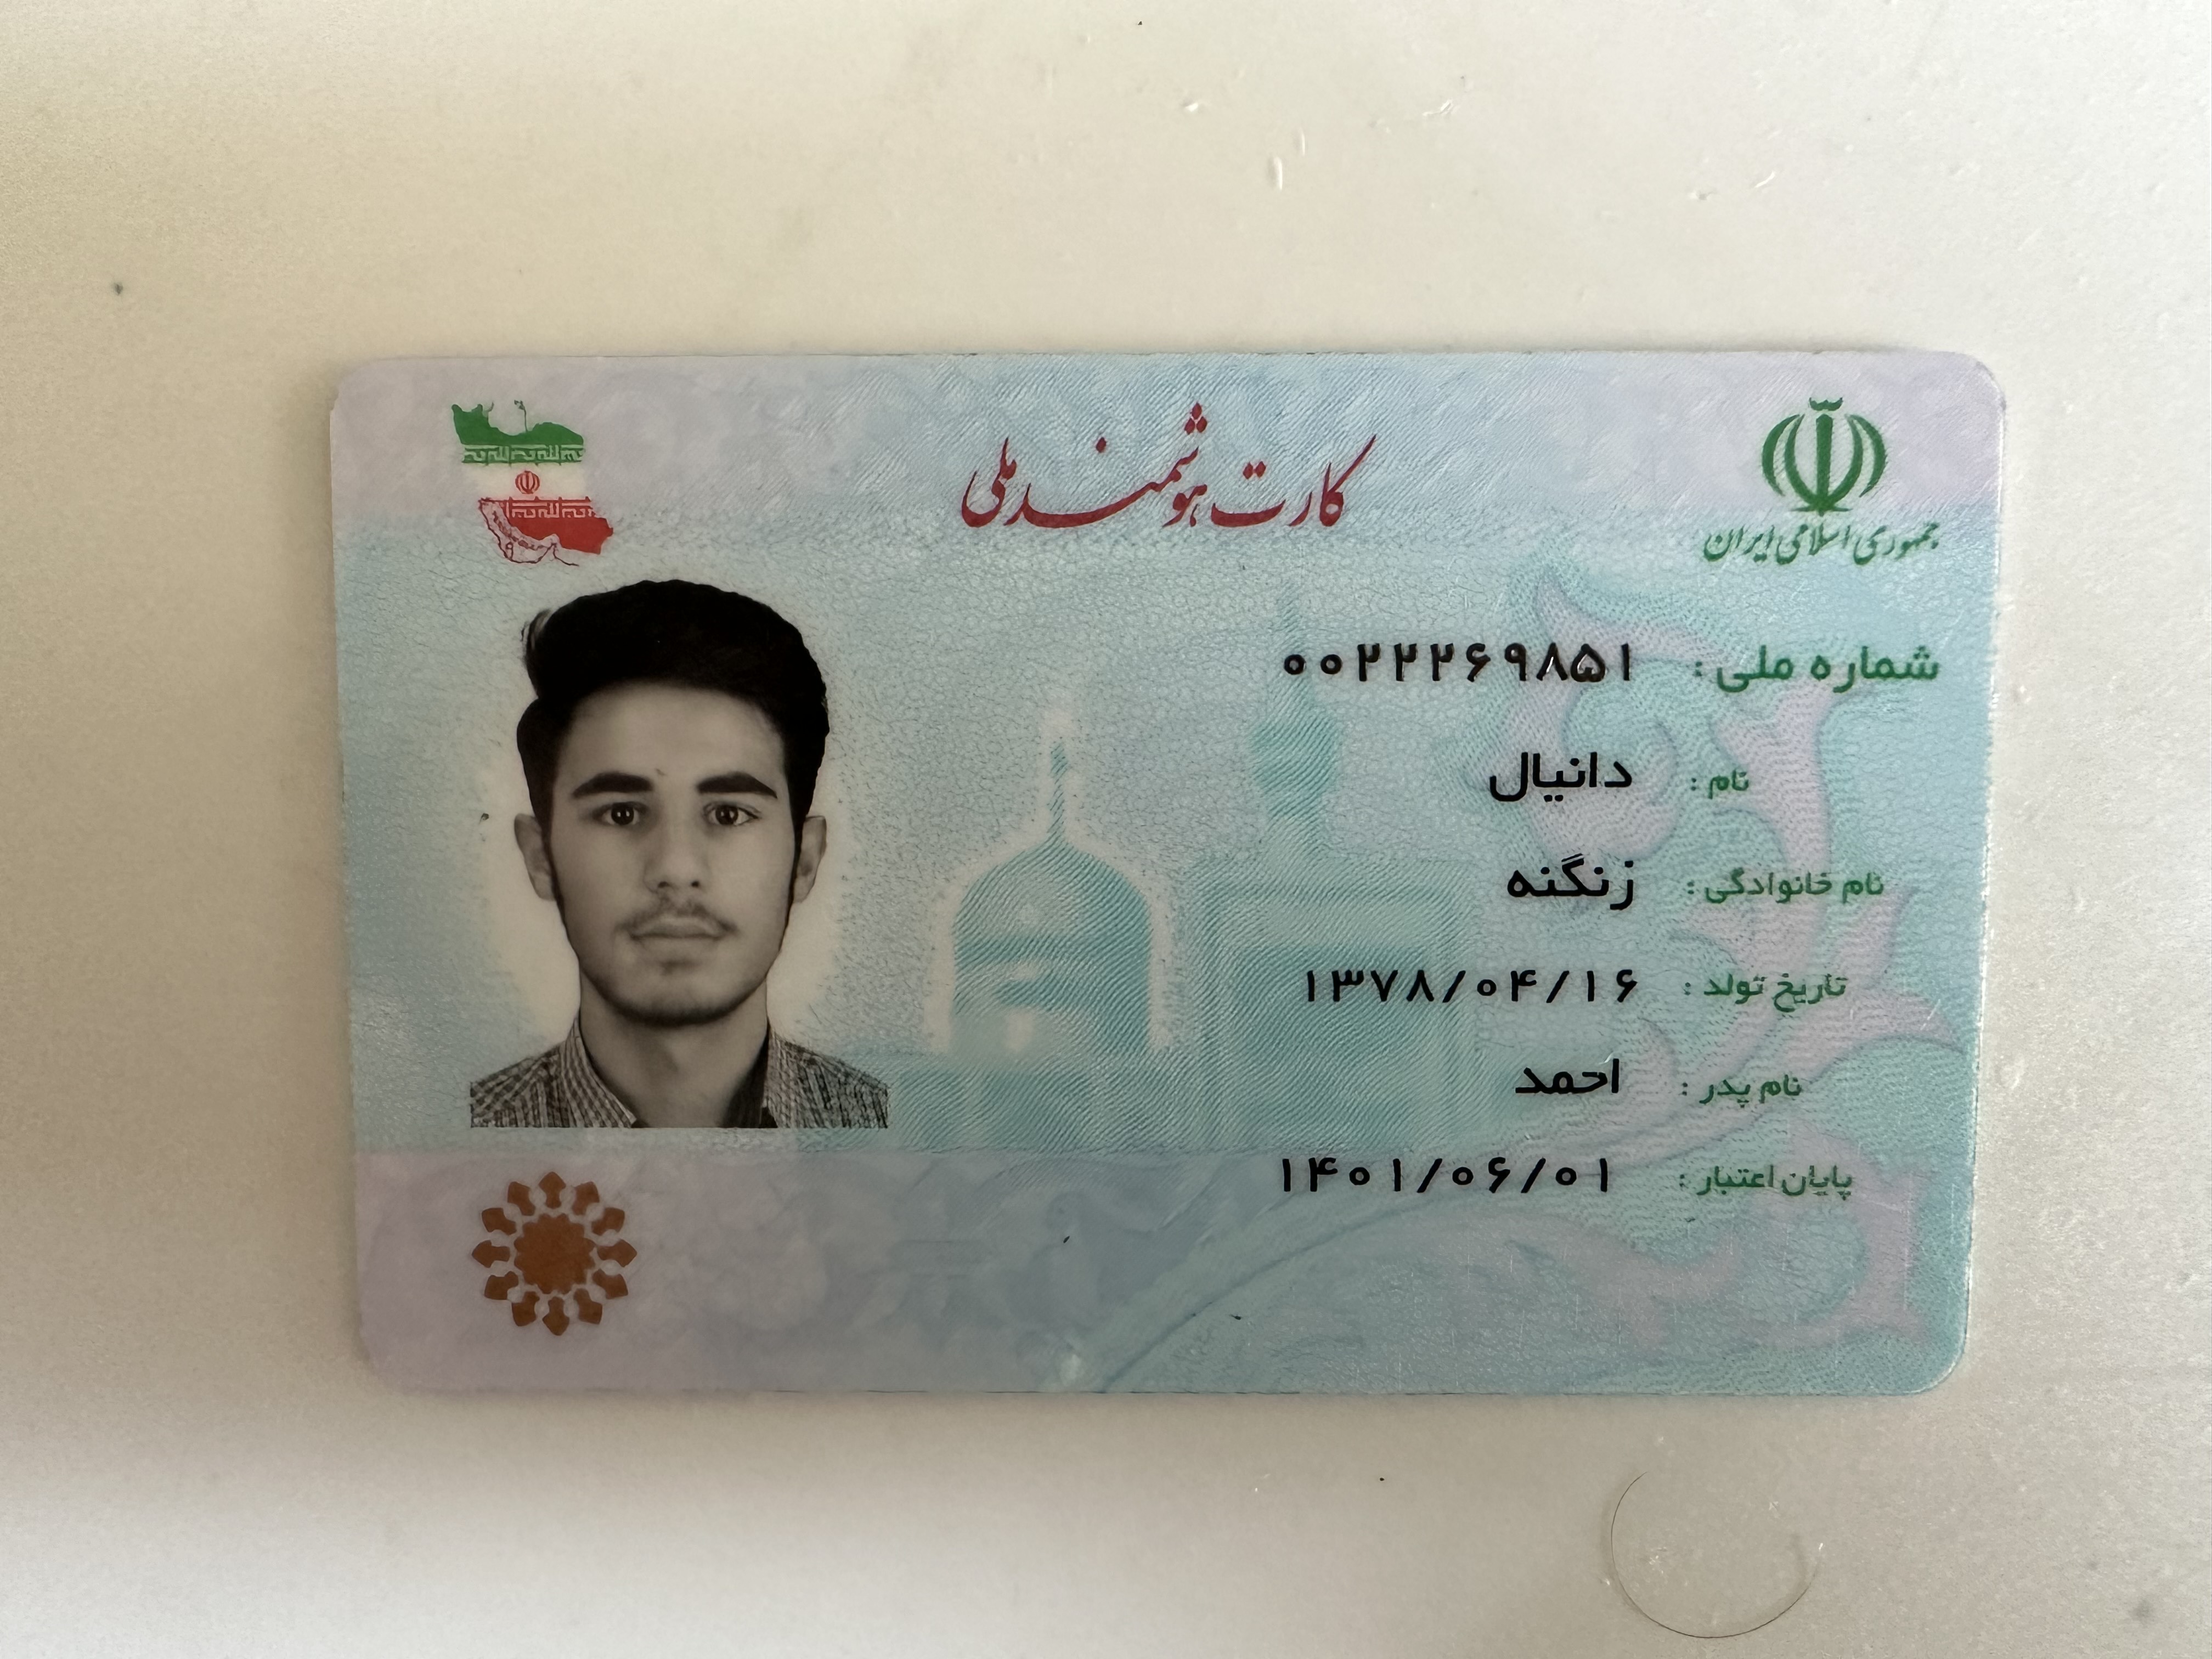 جمهوری اسلامی ایران
کارت هوشمند ملی
شماره ملی : ۰۰۲۲۲۶۹۸۵۱
نام : دانیال
نام خانوادگی : زنگنه
تاریخ تولد : ۱۳۷۸/۰۴/۱۶
نام پدر : احمد
پایان اعتبار : ۱۴۰۱/۰۶/۰۱